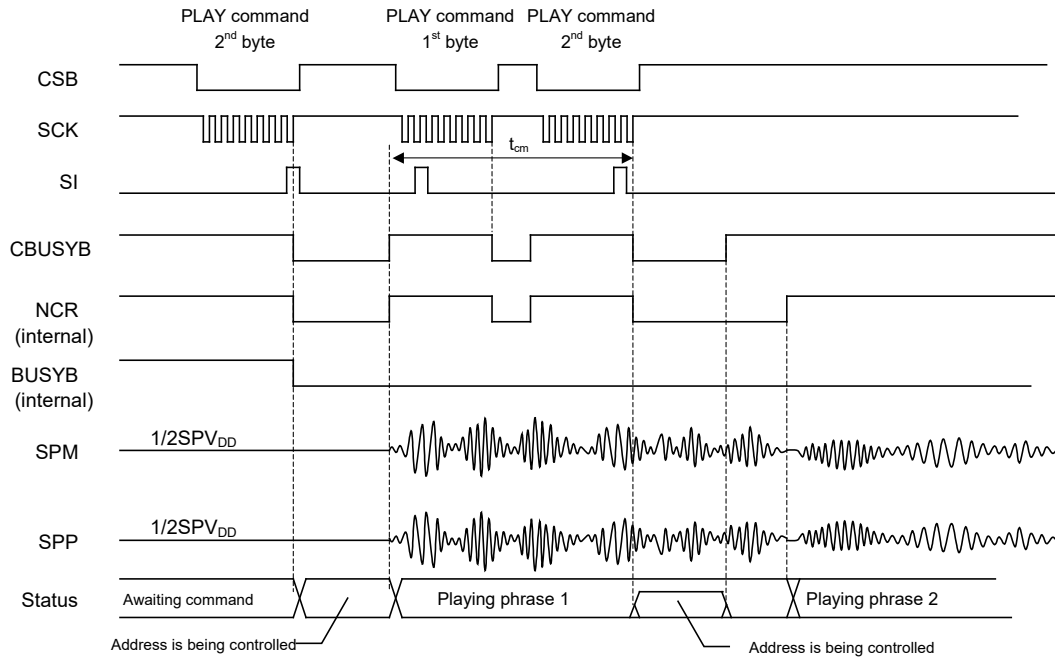 PLAY command
2nd byte
PLAY command
1st byte
PLAY command
2nd byte
CSB
SCK
tcm
SI
CBUSYB
NCR
(internal)
BUSYB
(internal)
1/2SPVDD
SPM
1/2SPVDD
SPP
Status
Awaiting command
Playing phrase 1
Playing phrase 2
Address is being controlled
Address is being controlled